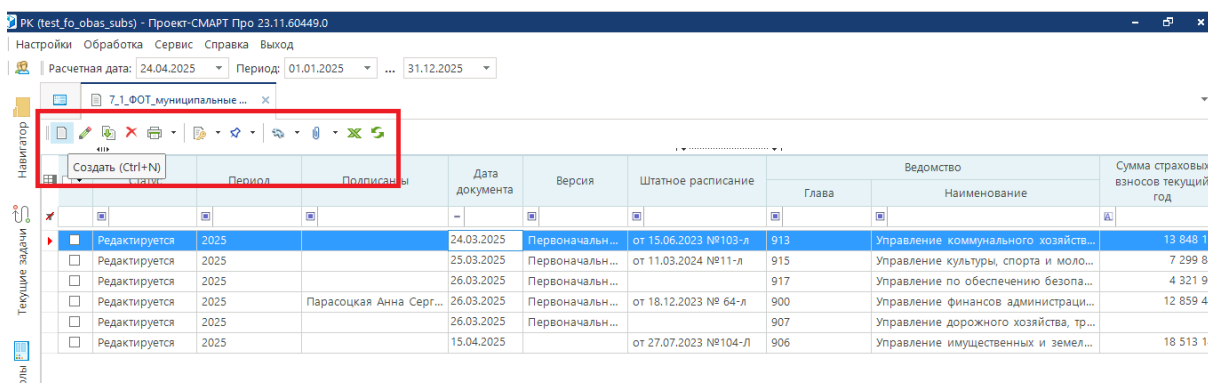 РК (test_fo_obas_subs) - Проект-СМАРТ Про 23.11.60449.0
Настройки Обработка Сервис Справка Выход
Расчетная дата: 24.04.2025 Период: 01.01.2025 ... 31.12.2025
7_1_ФОТ_муниципальные ...
Навигатор
Текущие задачи
Создать (Ctrl+N)
Статус Период Подписанты Дата документа Версия Штатное расписание Ведомство Сумма страховых взносов текущий год
Глава Наименование
Редактируется 2025 24.03.2025 Первоначальн... от 15.06.2023 №103-л 913 Управление коммунального хозяйств... 13 848 1
Редактируется 2025 25.03.2025 Первоначальн... от 11.03.2024 №11-л 915 Управление культуры, спорта и моло... 7 299 8
Редактируется 2025 26.03.2025 Первоначальн... 917 Управление по обеспечению безопа... 4 321 9
Редактируется 2025 Парасоцкая Анна Серг... 26.03.2025 Первоначальн... от 18.12.2023 № 64-л 900 Управление финансов администраци... 12 859 4
Редактируется 2025 26.03.2025 Первоначальн... 907 Управление дорожного хозяйства, тр...
Редактируется 2025 15.04.2025 от 27.07.2023 №104-Л 906 Управление имущественных и земел... 18 513 1